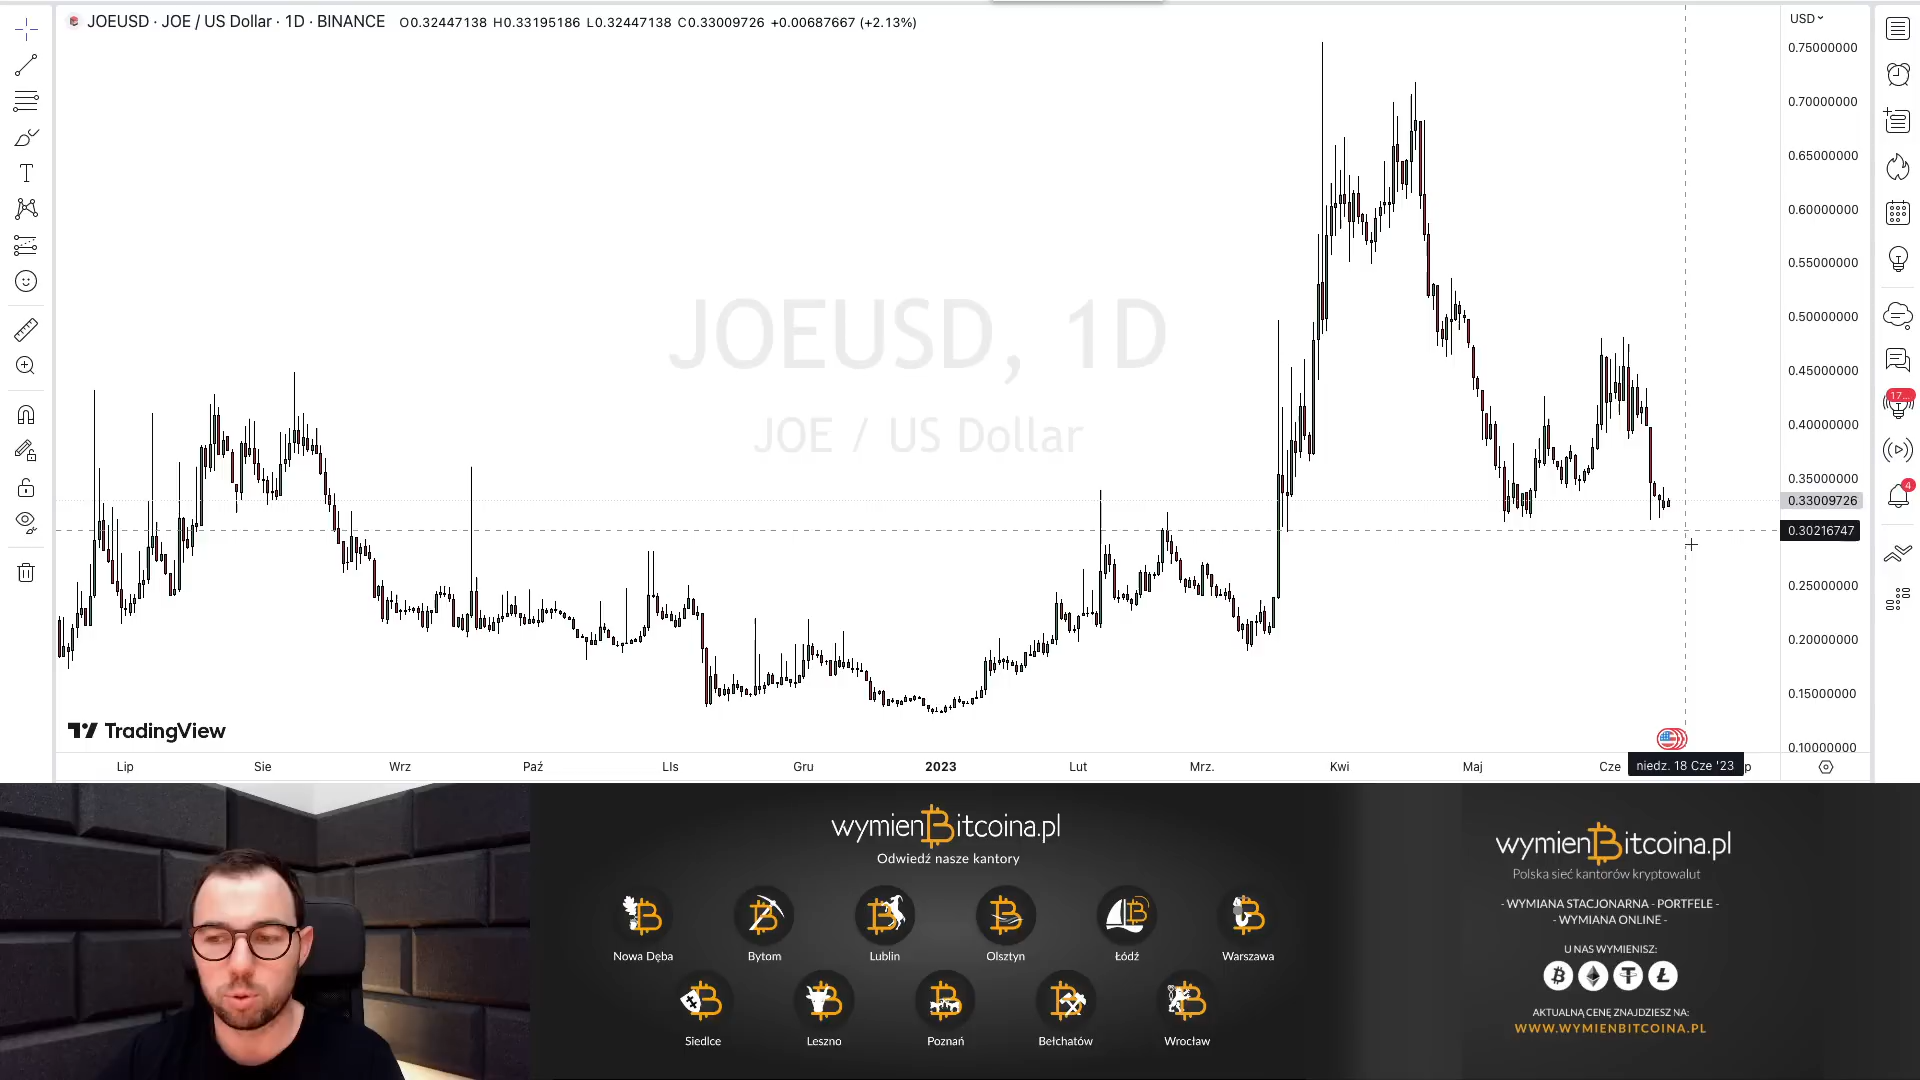 JOEUSD · JOE / US Dollar · 1D · BINANCE O0.32447138 H0.33195186 L0.32447138 C0.33009726 +0.00687667 (+2.13%)
USD
0.75000000
0.70000000
0.65000000
0.60000000
0.55000000
0.50000000
0.45000000
0.40000000
0.35000000
0.33009726
0.30216747
0.25000000
0.20000000
0.15000000
0.10000000
17...
4
JOEUSD, 1D
JOE / US Dollar
TradingView
Lip Sie Wrz Paź LIs Gru 2023 Lut Mrz. Kwi Maj Cze niedz. 18 Cze '23 p
wymienBitcoina.pl
Odwiedź nasze kantory
Nowa Dęba Bytom Lublin Olsztyn Łódź Warszawa
Siedlce Leszno Poznań Bełchatów Wrocław
wymienBitcoina.pl
Polska sieć kantorów kryptowalut
- WYMIANA STACJONARNA - PORTFELE -
- WYMIANA ONLINE -
U NAS WYMIENISZ:
AKTUALNĄ CENĘ ZNAJDZIESZ NA:
WWW.WYMIENBITCOINA.PL